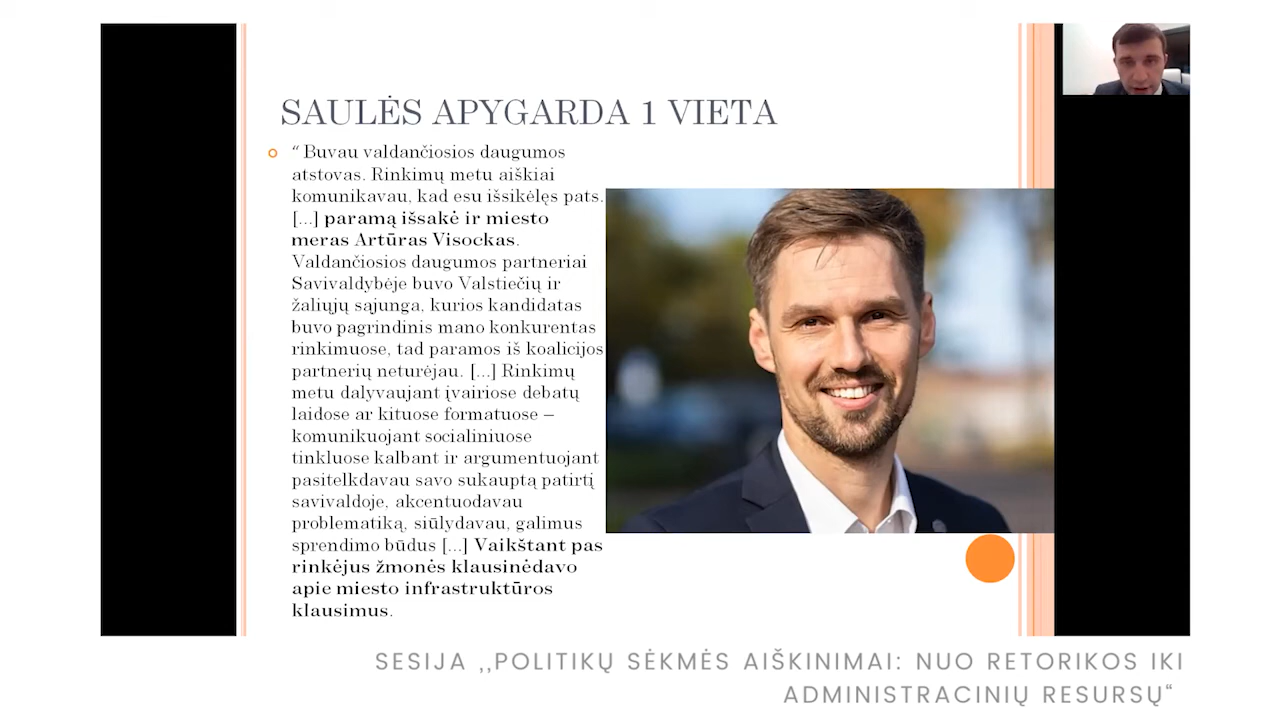 SAULĖS APYGARDA 1 VIETA
“ Buvau valdančiosios daugumos
atstovas. Rinkimų metu aiškiai
komunikavau, kad esu išsikėlęs pats.
[...] paramą išsakė ir miesto
meras Artūras Visockas.
Valdančiosios daugumos partneriai
Savivaldybėje buvo Valstiečių ir
žaliųjų sąjunga, kurios kandidatas
buvo pagrindinis mano konkurentas
rinkimuose, tad paramos iš koalicijos
partnerių neturėjau. [...] Rinkimų
metu dalyvaujant įvairiose debatų
laidose ar kituose formatuose –
komunikuojant socialiniuose
tinkluose kalbant ir argumentuojant
pasitelkdavau savo sukauptą patirtį
savivaldoje, akcentuodavau
problematiką, siūlydavau, galimus
sprendimo būdus [...] Vaikštant pas
rinkėjus žmonės klausinėdavo
apie miesto infrastruktūros
klausimus.
SESIJA ,,POLITIKŲ SĖKMĖS AIŠKINIMAI: NUO RETORIKOS IKI
ADMINISTRACINIŲ RESURSŲ“